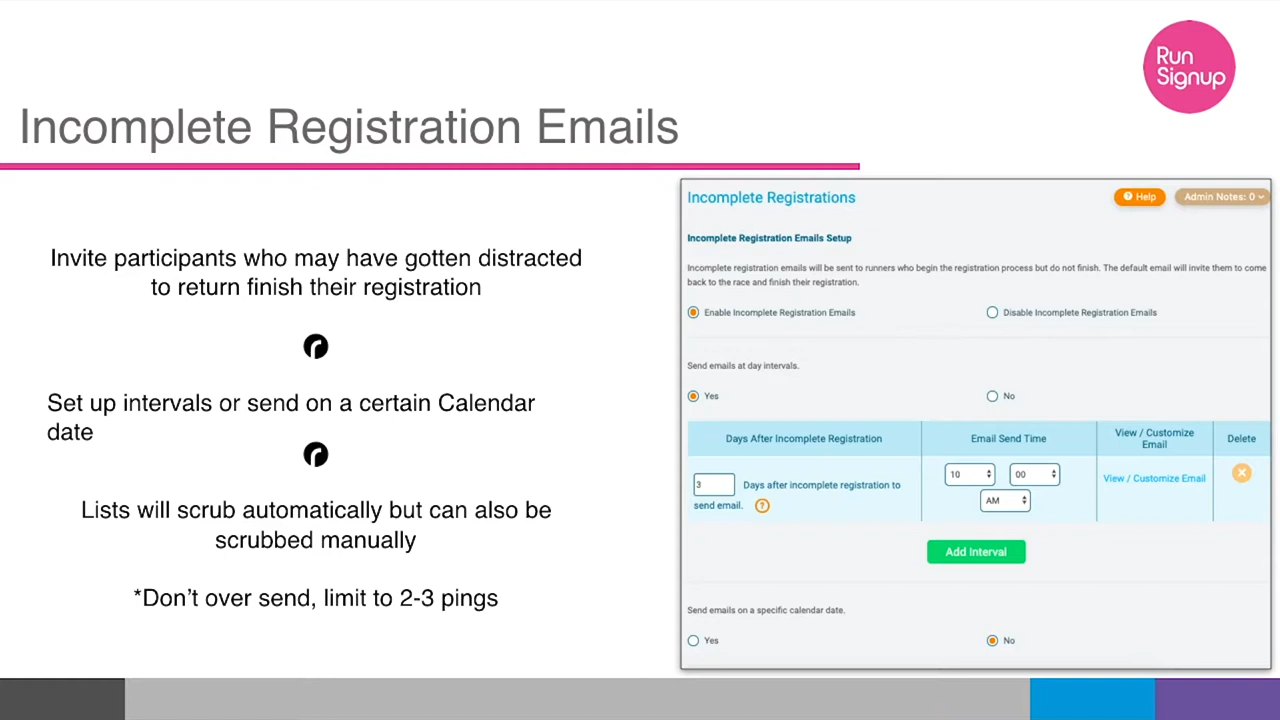 Run
Signup
Incomplete Registration Emails
Invite participants who may have gotten distracted
to return finish their registration
Set up intervals or send on a certain Calendar
date
Lists will scrub automatically but can also be
scrubbed manually
*Don’t over send, limit to 2-3 pings
Incomplete Registrations
Help
Admin Notes: 0
Incomplete Registration Emails Setup
Incomplete registration emails will be sent to runners who begin the registration process but do not finish. The default email will invite them to come
back to the race and finish their registration.
Enable Incomplete Registration Emails
Disable Incomplete Registration Emails
Send emails at day intervals.
Yes
No
Days After Incomplete Registration
Email Send Time
View / Customize
Email
Delete
3 Days after incomplete registration to
send email. ?
10
00
AM
View / Customize Email
Add Interval
Send emails on a specific calendar date.
Yes
No